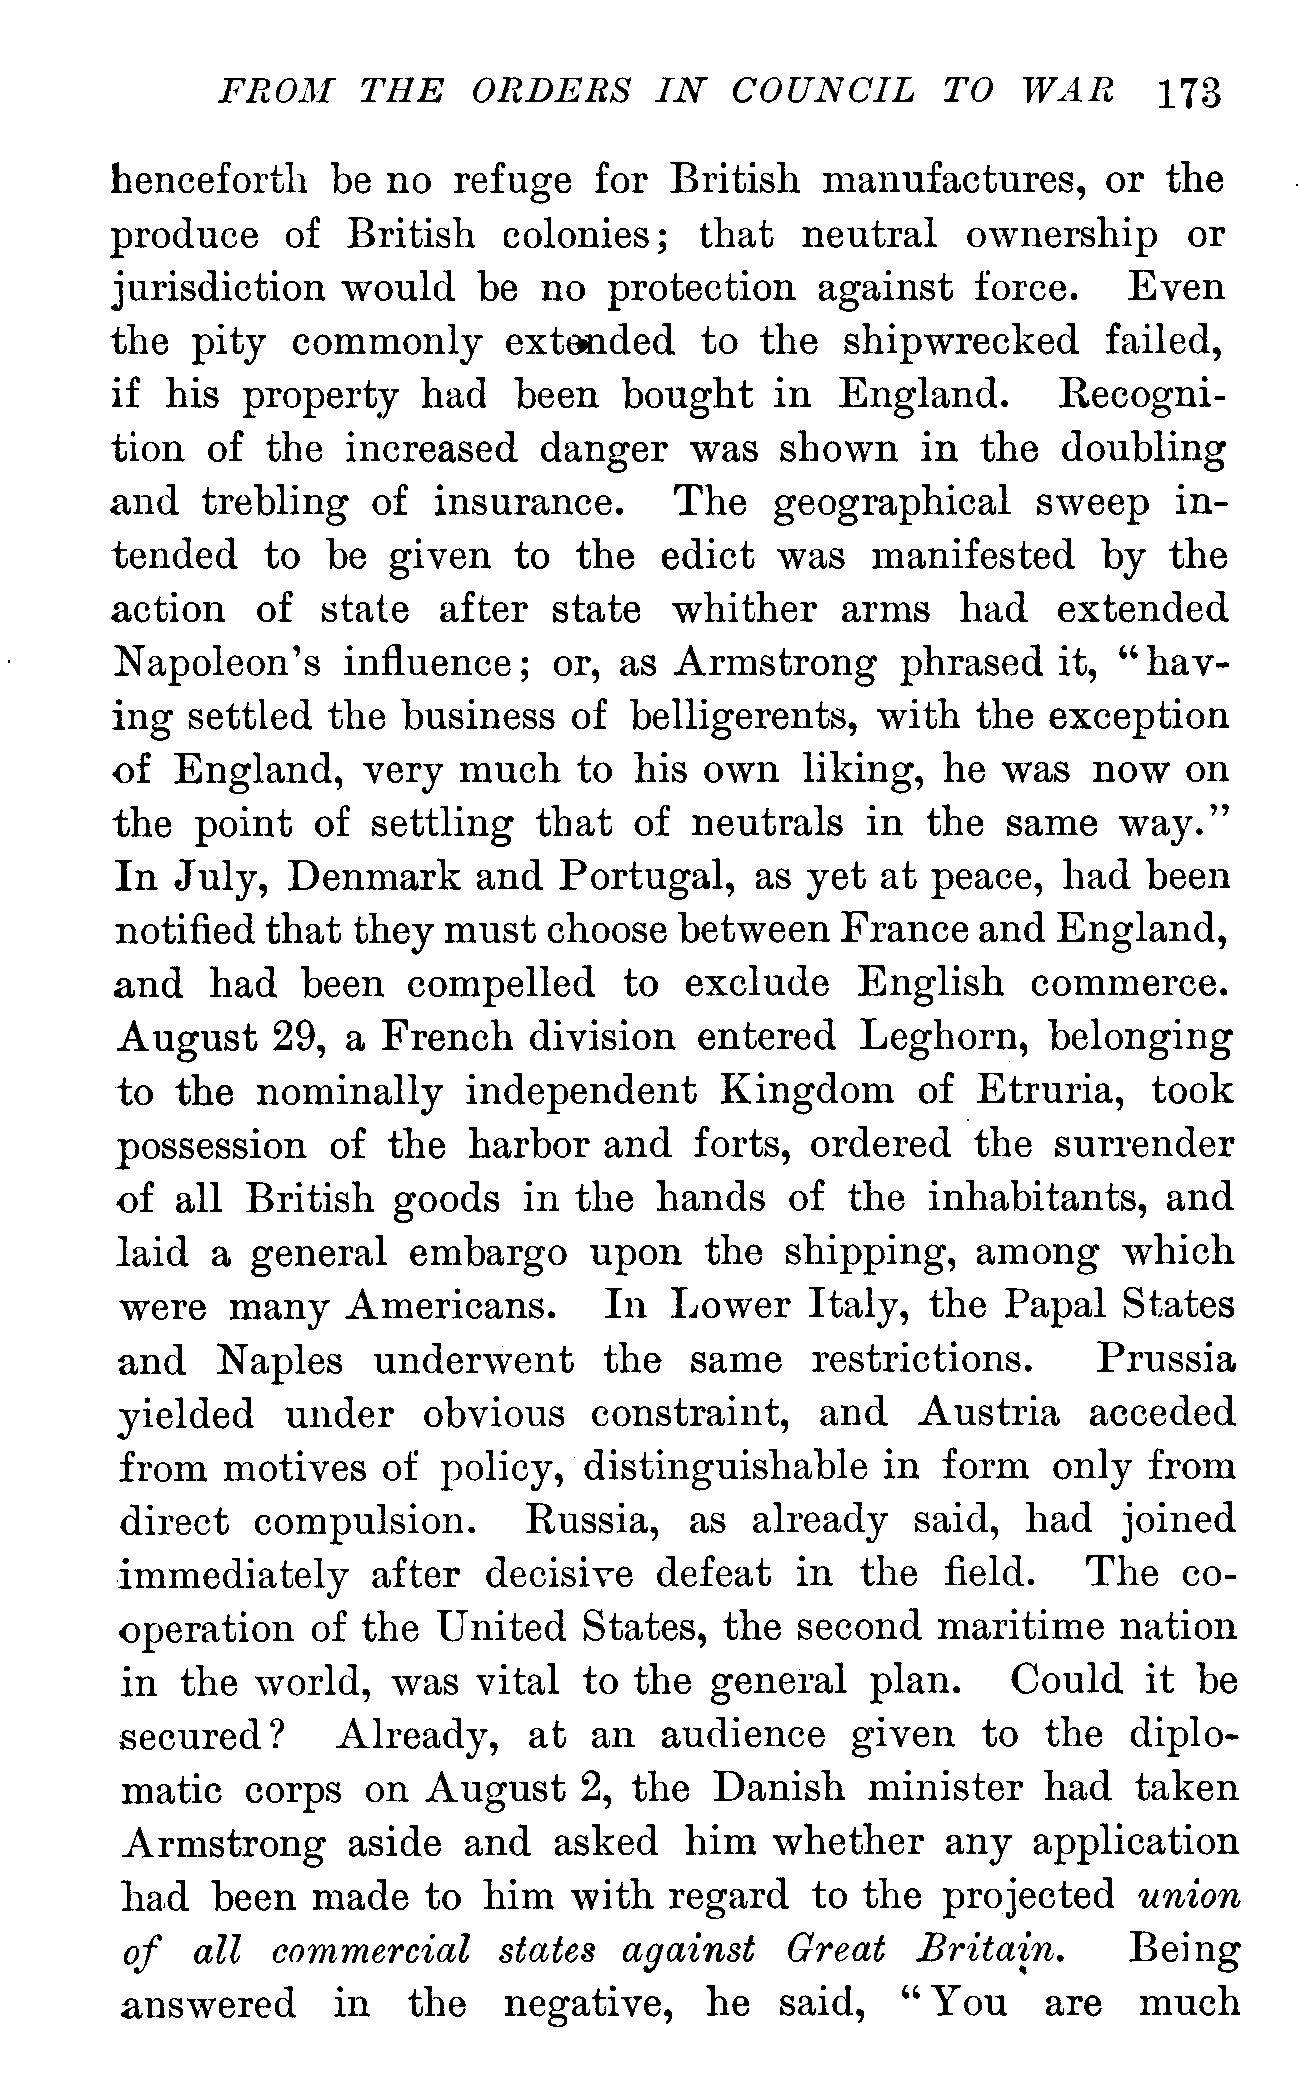 FROM THE ORDERS IN COUNCIL TO WAR 173
henceforth be no refuge for British manufactures, or the
produce of British colonies; that neutral ownership or
jurisdiction would be no protection against force. Even
the pity commonly extended to the shipwrecked failed,
if his property had been bought in England. Recogni-
tion of the increased danger was shown in the doubling
and trebling of insurance. The geographical sweep in-
tended to be given to the edict was manifested by the
action of state after state whither arms had extended
Napoleon's influence; or, as Armstrong phrased it, "hav-
ing settled the business of belligerents, with the exception
of England, very much to his own liking, he was now on
the point of settling that of neutrals in the same way."
In July, Denmark and Portugal, as yet at peace, had been
notified that they must choose between France and England,
and had been compelled to exclude English commerce.
August 29, a French division entered Leghorn, belonging
to the nominally independent Kingdom of Etruria, took
possession of the harbor and forts, ordered the surrender
of all British goods in the hands of the inhabitants, and
laid a general embargo upon the shipping, among which
were many Americans. In Lower Italy, the Papal States
and Naples underwent the same restrictions. Prussia
yielded under obvious constraint, and Austria acceded
from motives of policy, distinguishable in form only from
direct compulsion. Russia, as already said, had joined
immediately after decisive defeat in the field. The co-
operation of the United States, the second maritime nation
in the world, was vital to the general plan. Could it be
secured? Already, at an audience given to the diplo-
matic corps on August 2, the Danish minister had taken
Armstrong aside and asked him whether any application
had been made to him with regard to the projected union
of all commercial states against Great Britain. Being
answered in the negative, he said, "You are much